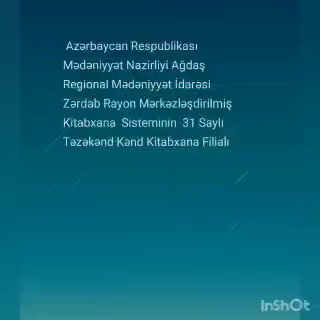 Azərbaycan Respublikası
Mədəniyyət Nazirliyi Ağdaş
Regional Mədəniyyət İdarəsi
Zərdab Rayon Mərkəzləşdirilmiş
Kitabxana Sisteminin 31 Saylı
Təzəkənd Kənd Kitabxana Filialı
InShOt